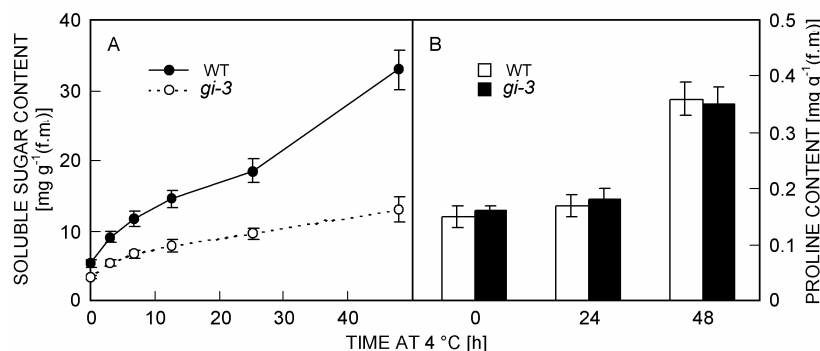 SOLUBLE SUGAR CONTENT
[mg g-1(f.m.)]
40
30
20
10
0
A
WT
gi-3
0
10
20
30
40
B
WT
gi-3
0
24
48
TIME AT 4 °C [h]
0.5
0.4
0.3
0.2
0.1
0
PROLINE CONTENT [mg g-1(f.m.)]